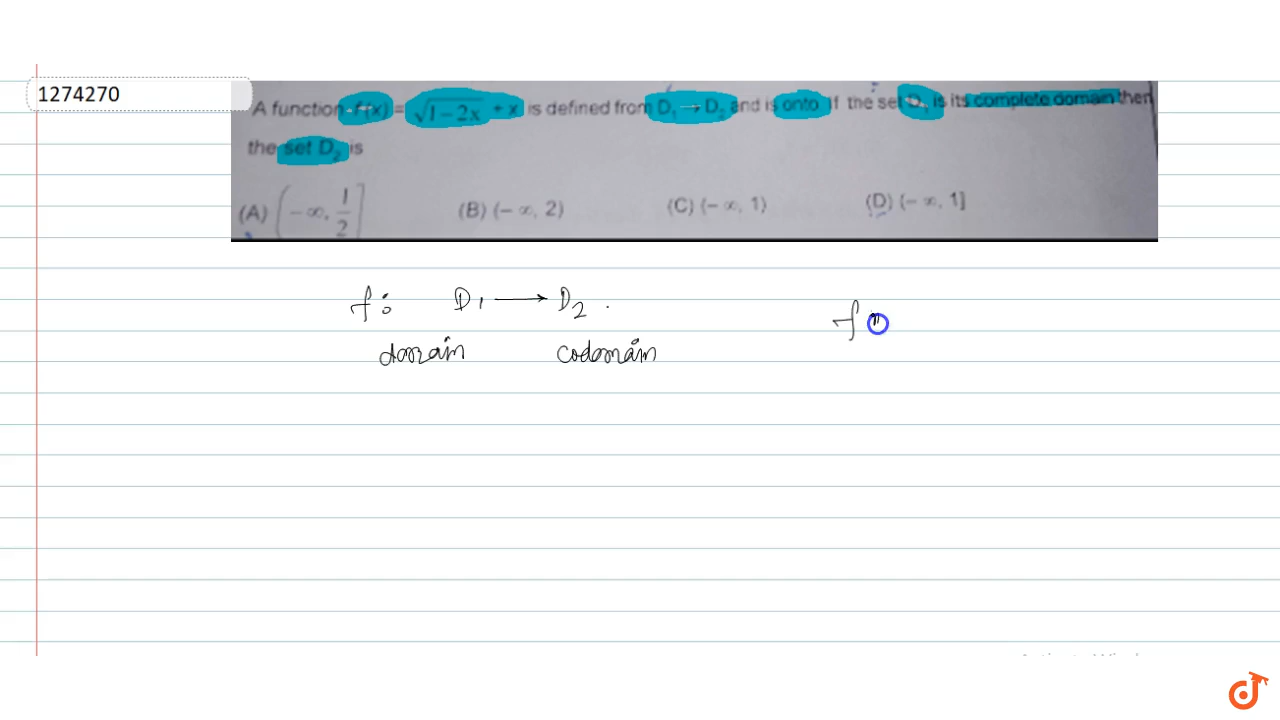 1274270
A function f(x) = √(1−2x) + x is defined from D₁ → D₂ and is onto If the set D₁ is its complete domain then
the set D₂ is
(A) (−∞, 1/2] (B) (−∞, 2) (C) (−∞, 1) (D) (−∞, 1]
f: D₁ ⟶ D₂ .
domain codomain
f